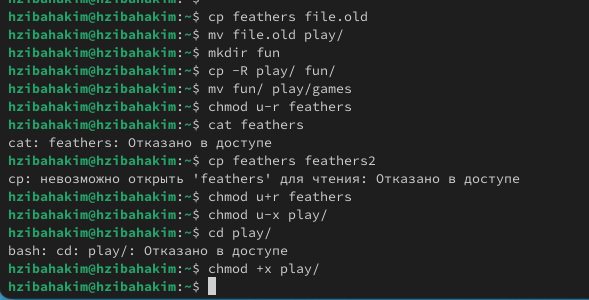 hzibahakim@hzibahakim:~$ cp feathers file.old
hzibahakim@hzibahakim:~$ mv file.old play/
hzibahakim@hzibahakim:~$ mkdir fun
hzibahakim@hzibahakim:~$ cp -R play/ fun/
hzibahakim@hzibahakim:~$ mv fun/ play/games
hzibahakim@hzibahakim:~$ chmod u-r feathers
hzibahakim@hzibahakim:~$ cat feathers
cat: feathers: Отказано в доступе
hzibahakim@hzibahakim:~$ cp feathers feathers2
cp: невозможно открыть 'feathers' для чтения: Отказано в доступе
hzibahakim@hzibahakim:~$ chmod u+r feathers
hzibahakim@hzibahakim:~$ chmod u-x play/
hzibahakim@hzibahakim:~$ cd play/
bash: cd: play/: Отказано в доступе
hzibahakim@hzibahakim:~$ chmod +x play/
hzibahakim@hzibahakim:~$